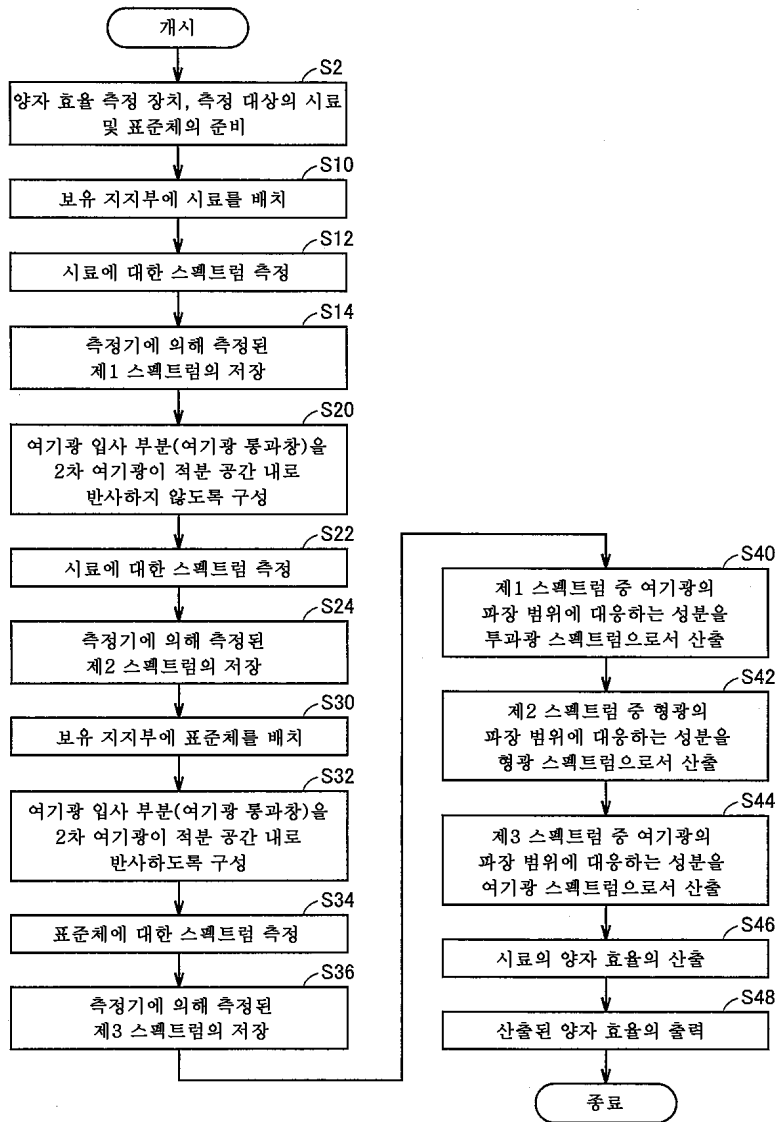 개시
S2
양자 효율 측정 장치, 측정 대상의 시료
및 표준체의 준비
S10
보유 지지부에 시료를 배치
S12
시료에 대한 스펙트럼 측정
S14
측정기에 의해 측정된
제1 스펙트럼의 저장
S20
여기광 입사 부분(여기광 통과창)을
2차 여기광이 적분 공간 내로
반사하지 않도록 구성
S22
시료에 대한 스펙트럼 측정
S24
측정기에 의해 측정된
제2 스펙트럼의 저장
S30
보유 지지부에 표준체를 배치
S32
여기광 입사 부분(여기광 통과창)을
2차 여기광이 적분 공간 내로
반사하도록 구성
S34
표준체에 대한 스펙트럼 측정
S36
측정기에 의해 측정된
제3 스펙트럼의 저장
S40
제1 스펙트럼 중 여기광의
파장 범위에 대응하는 성분을
투과광 스펙트럼으로서 산출
S42
제2 스펙트럼 중 형광의
파장 범위에 대응하는 성분을
형광 스펙트럼으로서 산출
S44
제3 스펙트럼 중 여기광의
파장 범위에 대응하는 성분을
여기광 스펙트럼으로서 산출
S46
시료의 양자 효율의 산출
S48
산출된 양자 효율의 출력
종료